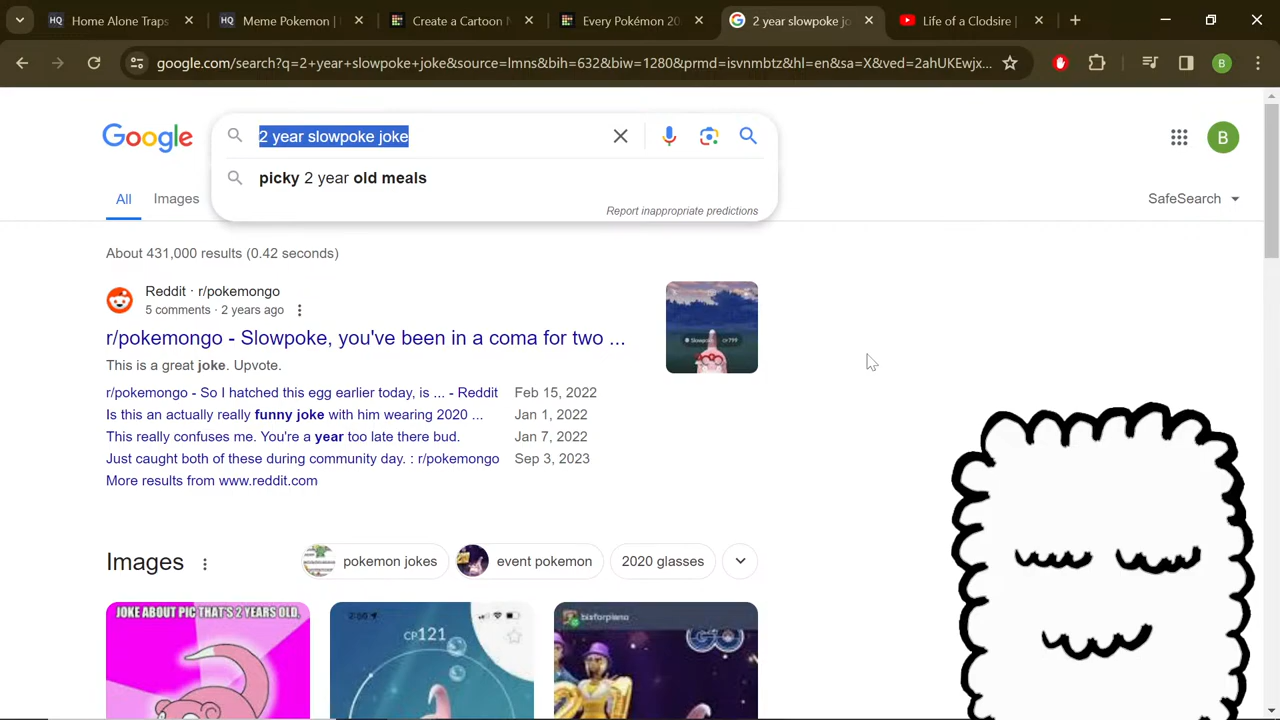 Home Alone Traps
Meme Pokemon |
Create a Cartoon
Every Pokémon 20
2 year slowpoke jo
Life of a Clodsire |
google.com/search?q=2+year+slowpoke+joke&source=lmns&bih=632&biw=1280&prmd=isvnmbtz&hl=en&sa=X&ved=2ahUKEwjx...
B
Google
2 year slowpoke joke
B
picky 2 year old meals
Report inappropriate predictions
All
Images
SafeSearch
About 431,000 results (0.42 seconds)
Reddit · r/pokemongo
5 comments · 2 years ago
r/pokemongo - Slowpoke, you've been in a coma for two ...
This is a great joke. Upvote.
r/pokemongo - So I hatched this egg earlier today, is ... - Reddit Feb 15, 2022
Is this an actually really funny joke with him wearing 2020 ... Jan 1, 2022
This really confuses me. You're a year too late there bud. Jan 7, 2022
Just caught both of these during community day. : r/pokemongo Sep 3, 2023
More results from www.reddit.com
Slowpoke CP799
Images
pokemon jokes
event pokemon
2020 glasses
JOKE ABOUT PIC THAT'S 2 YEARS OLD.
CP121
bisforpiano
GO